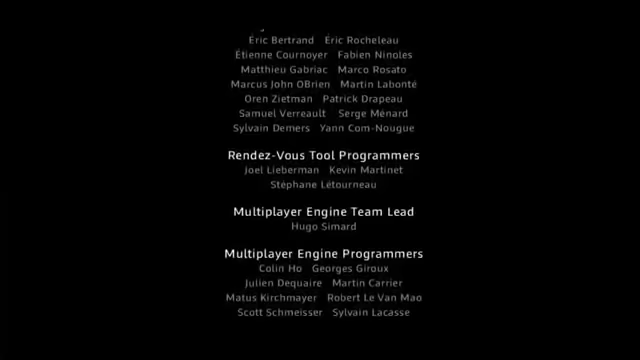 Éric Bertrand Éric Rocheleau
Étienne Cournoyer Fabien Ninoles
Matthieu Gabriac Marco Rosato
Marcus John OBrien Martin Labonté
Oren Zietman Patrick Drapeau
Samuel Verreault Serge Ménard
Sylvain Demers Yann Com-Nougue
Rendez-Vous Tool Programmers
Joel Lieberman Kevin Martinet
Stéphane Létourneau
Multiplayer Engine Team Lead
Hugo Simard
Multiplayer Engine Programmers
Colin Ho Georges Giroux
Julien Dequaire Martin Carrier
Matus Kirchmayer Robert Le Van Mao
Scott Schmeisser Sylvain Lacasse